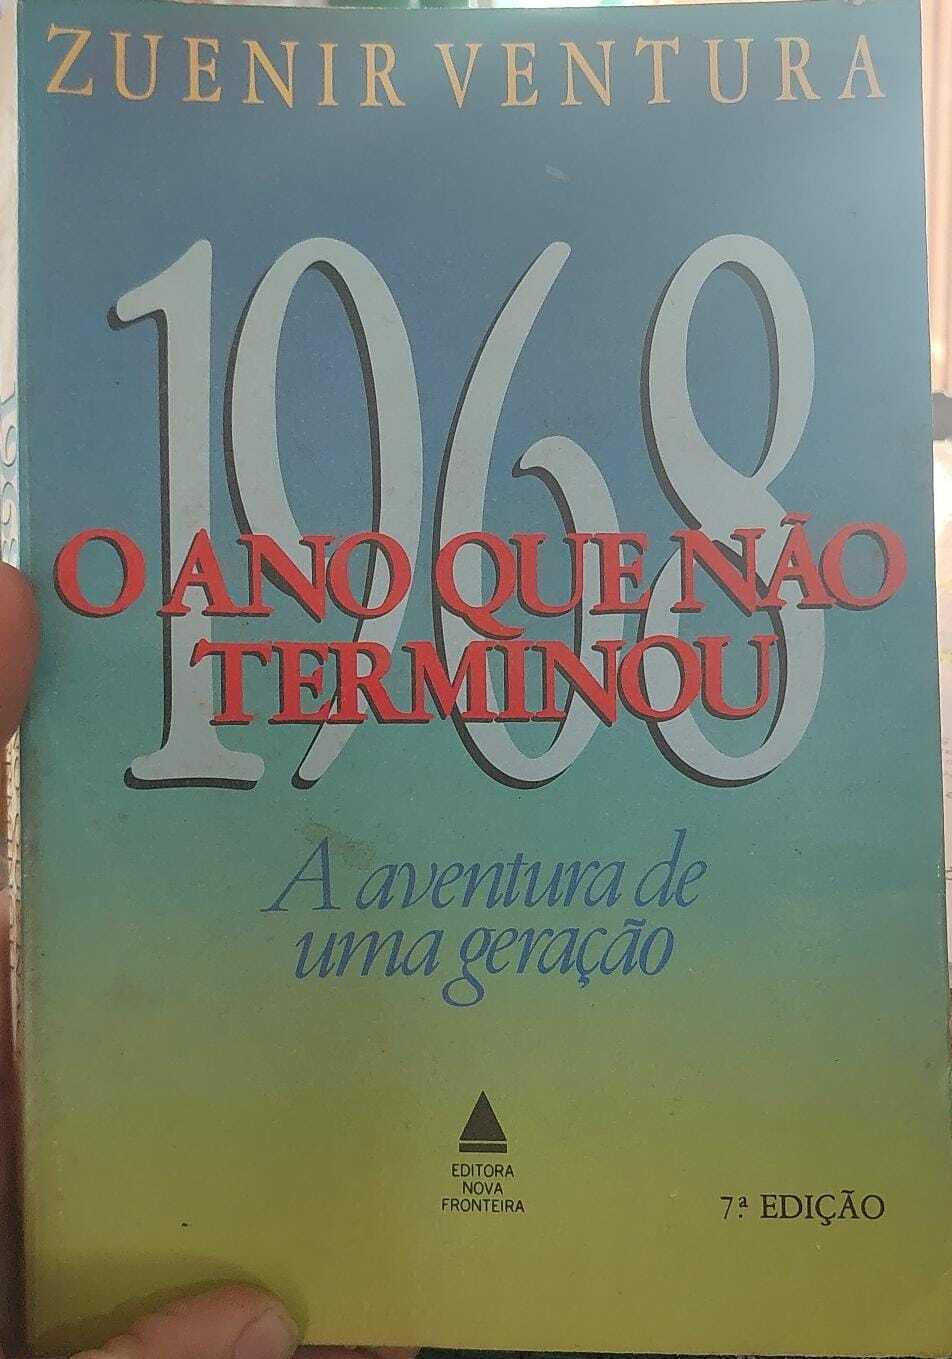 ZUENIR VENTURA
1968
O ANO QUE NÃO
TERMINOU
A aventura de
uma geração
EDITORA
NOVA
FRONTEIRA
7ª EDIÇÃO